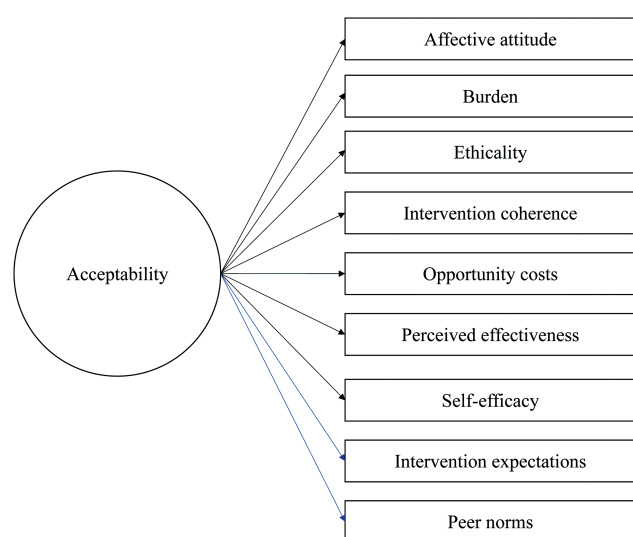 Affective attitude
Burden
Ethicality
Intervention coherence
Acceptability
Opportunity costs
Perceived effectiveness
Self-efficacy
Intervention expectations
Peer norms